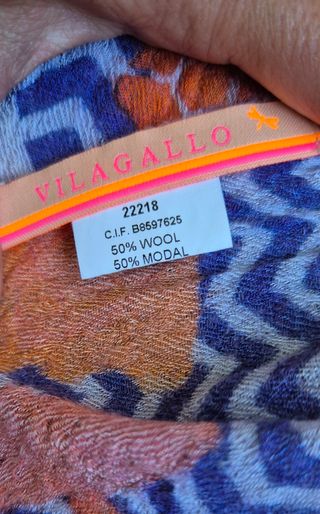 VILAGALLO
22218
C.I.F. B8597625
50% WOOL
50% MODAL